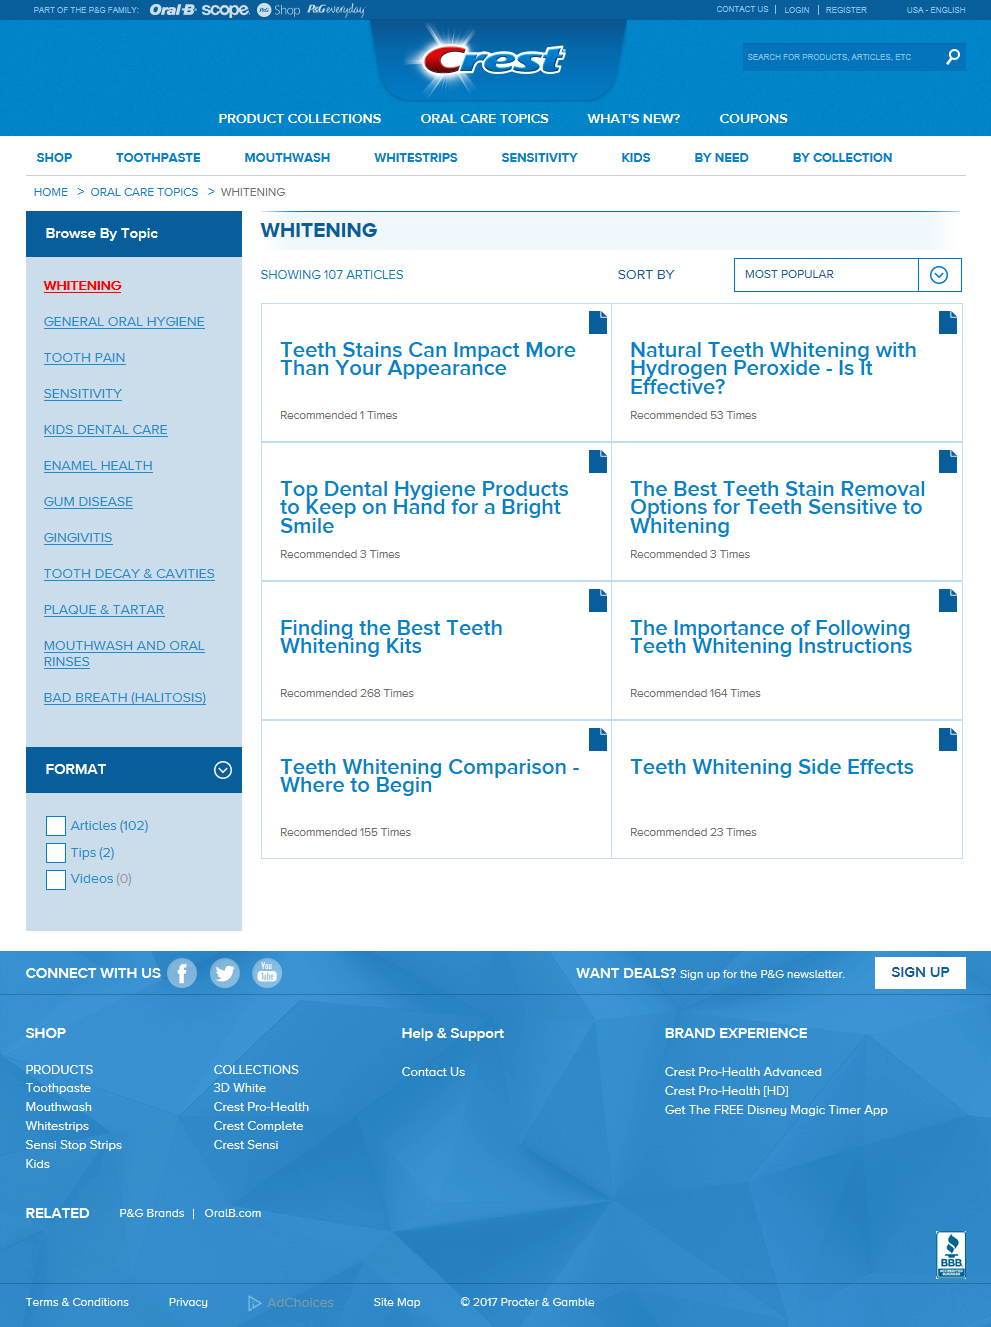 PART OF THE P&G FAMILY: Oral-B scope. P&G Shop P&G everyday CONTACT US | LOGIN | REGISTER USA - ENGLISH
Crest
SEARCH FOR PRODUCTS, ARTICLES, ETC
PRODUCT COLLECTIONS ORAL CARE TOPICS WHAT'S NEW? COUPONS
SHOP TOOTHPASTE MOUTHWASH WHITESTRIPS SENSITIVITY KIDS BY NEED BY COLLECTION
HOME > ORAL CARE TOPICS > WHITENING
Browse By Topic
WHITENING
GENERAL ORAL HYGIENE
TOOTH PAIN
SENSITIVITY
KIDS DENTAL CARE
ENAMEL HEALTH
GUM DISEASE
GINGIVITIS
TOOTH DECAY & CAVITIES
PLAQUE & TARTAR
MOUTHWASH AND ORAL
RINSES
BAD BREATH (HALITOSIS)
FORMAT
Articles (102)
Tips (2)
Videos (0)
WHITENING
SHOWING 107 ARTICLES SORT BY MOST POPULAR
Teeth Stains Can Impact More
Than Your Appearance
Recommended 1 Times
Natural Teeth Whitening with
Hydrogen Peroxide - Is It
Effective?
Recommended 53 Times
Top Dental Hygiene Products
to Keep on Hand for a Bright
Smile
Recommended 3 Times
The Best Teeth Stain Removal
Options for Teeth Sensitive to
Whitening
Recommended 3 Times
Finding the Best Teeth
Whitening Kits
Recommended 268 Times
The Importance of Following
Teeth Whitening Instructions
Recommended 164 Times
Teeth Whitening Comparison -
Where to Begin
Recommended 155 Times
Teeth Whitening Side Effects
Recommended 23 Times
CONNECT WITH US f You Tube WANT DEALS? Sign up for the P&G newsletter. SIGN UP
SHOP
PRODUCTS
Toothpaste
Mouthwash
Whitestrips
Sensi Stop Strips
Kids
COLLECTIONS
3D White
Crest Pro-Health
Crest Complete
Crest Sensi
Help & Support
Contact Us
BRAND EXPERIENCE
Crest Pro-Health Advanced
Crest Pro-Health [HD]
Get The FREE Disney Magic Timer App
RELATED P&G Brands | OralB.com
BBB.
ACCREDITED
BUSINESS
Terms & Conditions Privacy AdChoices Site Map © 2017 Procter & Gamble